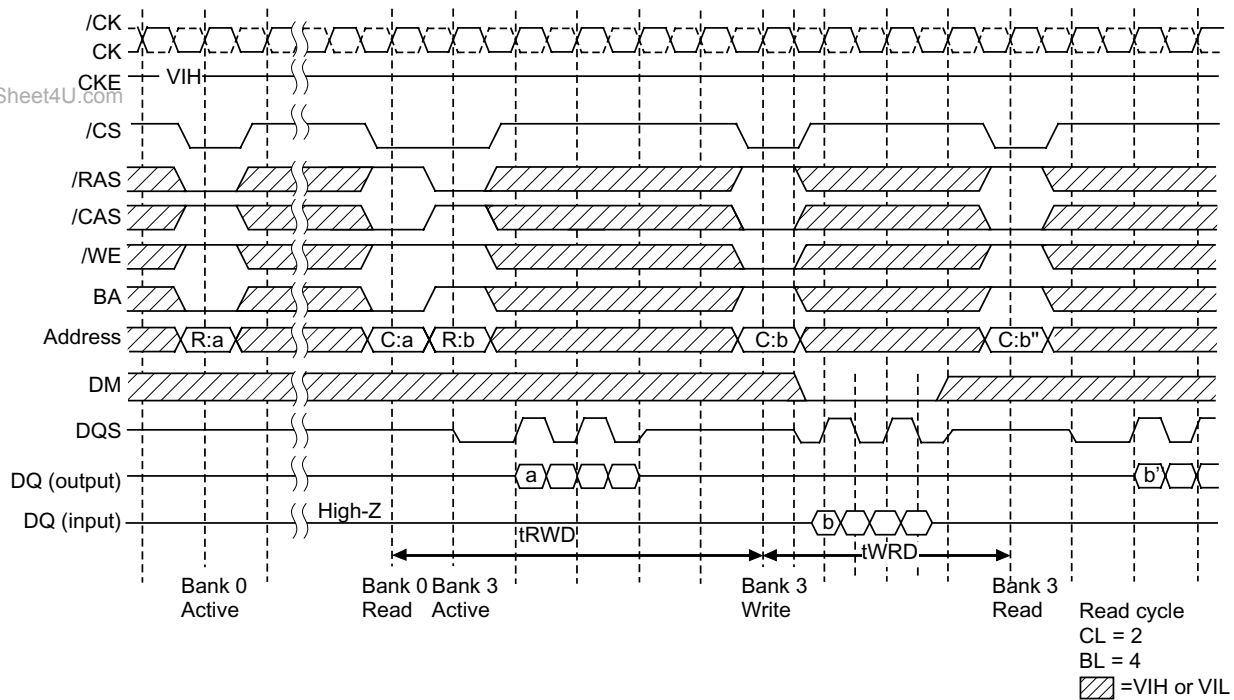 /CK
CK
VIH
CKE
Sheet4U.com
/CS
/RAS
/CAS
/WE
BA
Address R:a C:a R:b C:b C:b"
DM
DQS
DQ (output) a b'
DQ (input) High-Z b
tRWD tWRD
Bank 0 Active
Bank 0 Read
Bank 3 Active
Bank 3 Write
Bank 3 Read
Read cycle
CL = 2
BL = 4
=VIH or VIL